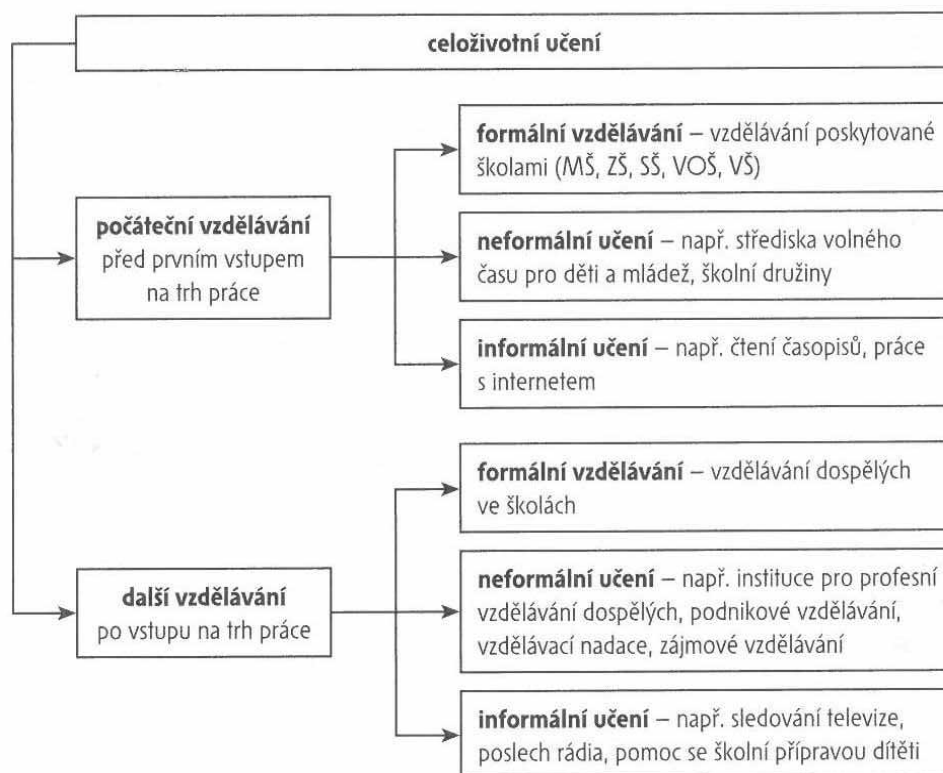 celoživotní učení
formální vzdělávání – vzdělávání poskytované
školami (MŠ, ZŠ, SŠ, VOŠ, VŠ)
počáteční vzdělávání
před prvním vstupem
na trh práce
neformální učení – např. střediska volného
času pro děti a mládež, školní družiny
informální učení – např. čtení časopisů, práce
s internetem
formální vzdělávání – vzdělávání dospělých
ve školách
další vzdělávání
po vstupu na trh práce
neformální učení – např. instituce pro profesní
vzdělávání dospělých, podnikové vzdělávání,
vzdělávací nadace, zájmové vzdělávání
informální učení – např. sledování televize,
poslech rádia, pomoc se školní přípravou dítěti